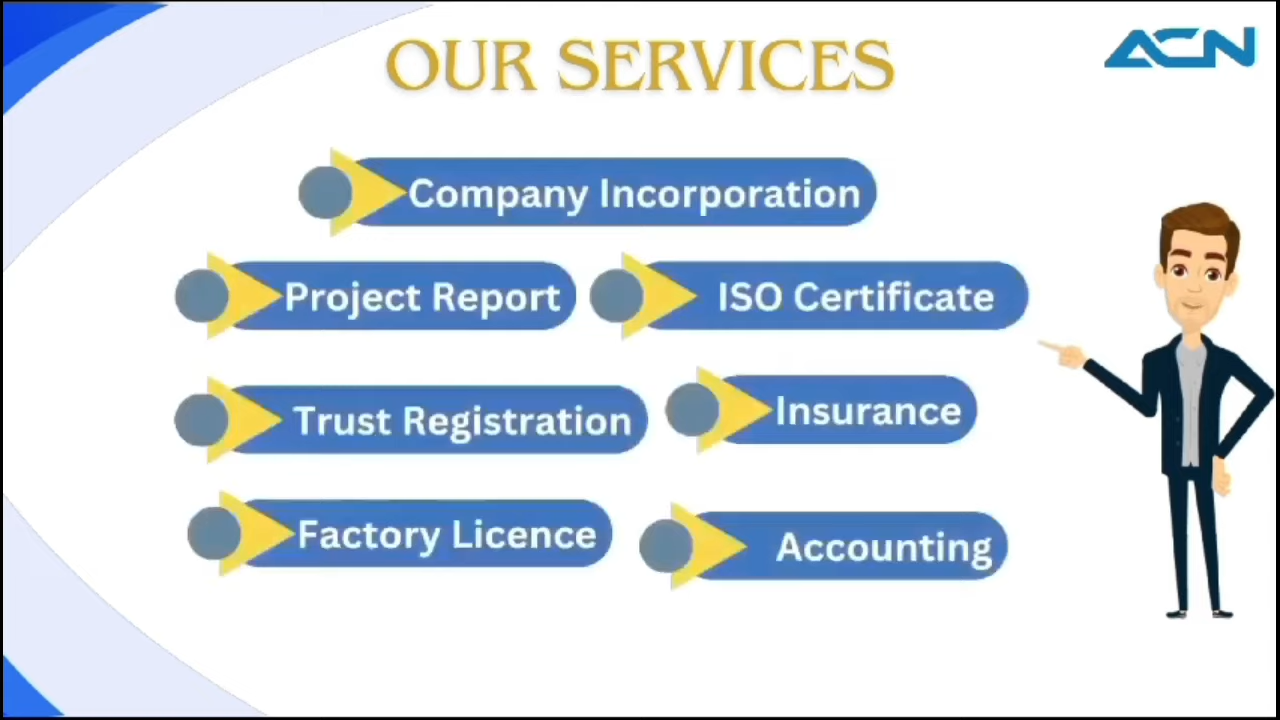 OUR SERVICES
ACN
Company Incorporation
Project Report
ISO Certificate
Trust Registration
Insurance
Factory Licence
Accounting